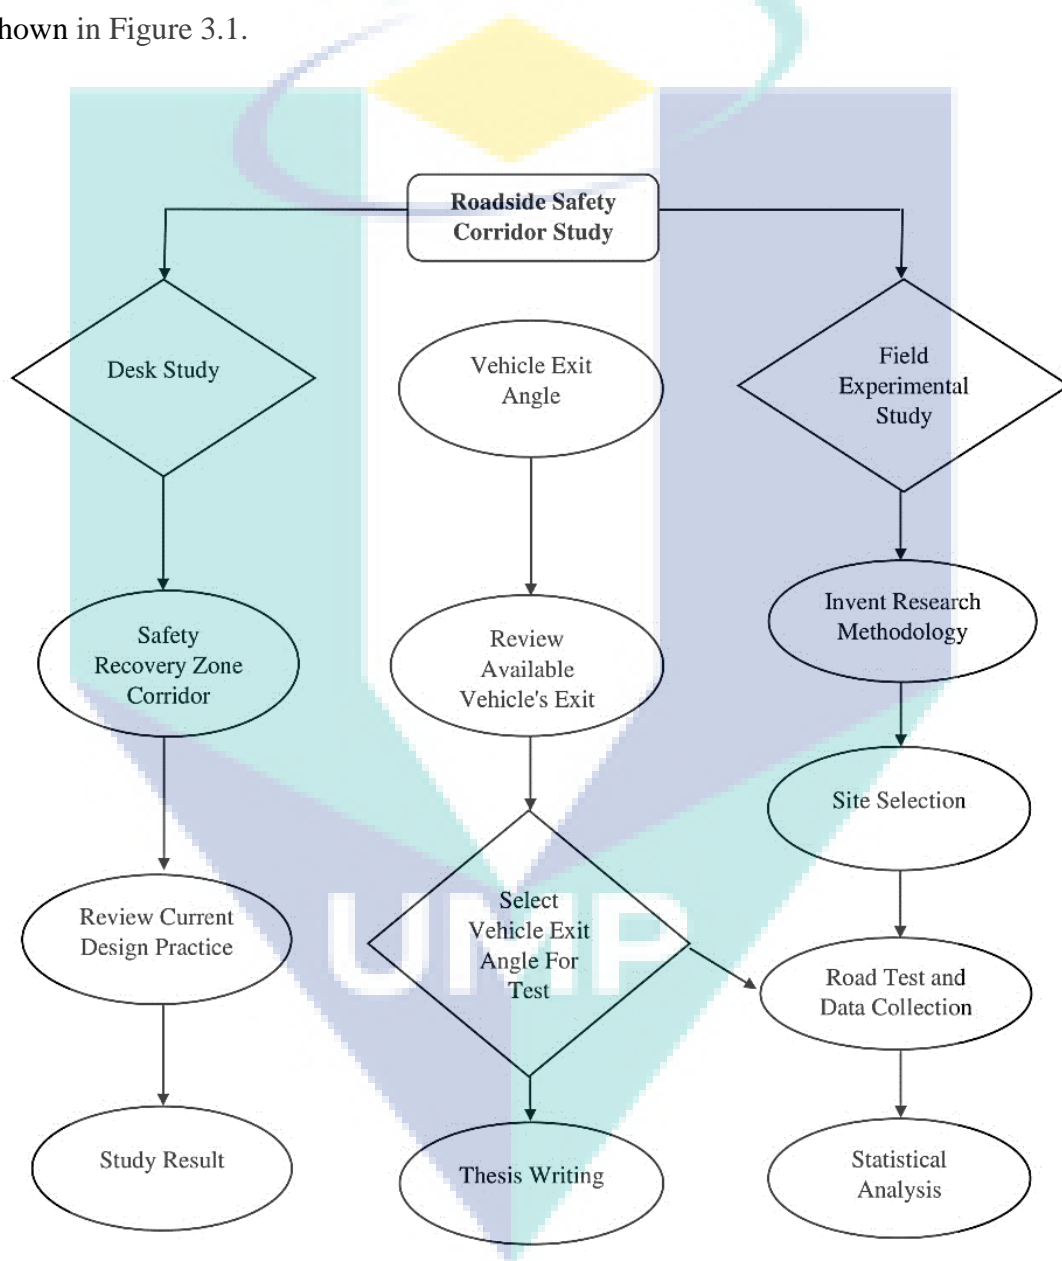 hown in Figure 3.1.
Roadside Safety
Corridor Study
Desk Study
Vehicle Exit
Angle
Field
Experimental
Study
Safety
Recovery Zone
Corridor
Review
Available
Vehicle's Exit
Invent Research
Methodology
Site Selection
Review Current
Design Practice
Select
Vehicle Exit
Angle For
Test
Road Test and
Data Collection
Study Result
Thesis Writing
Statistical
Analysis
UMP